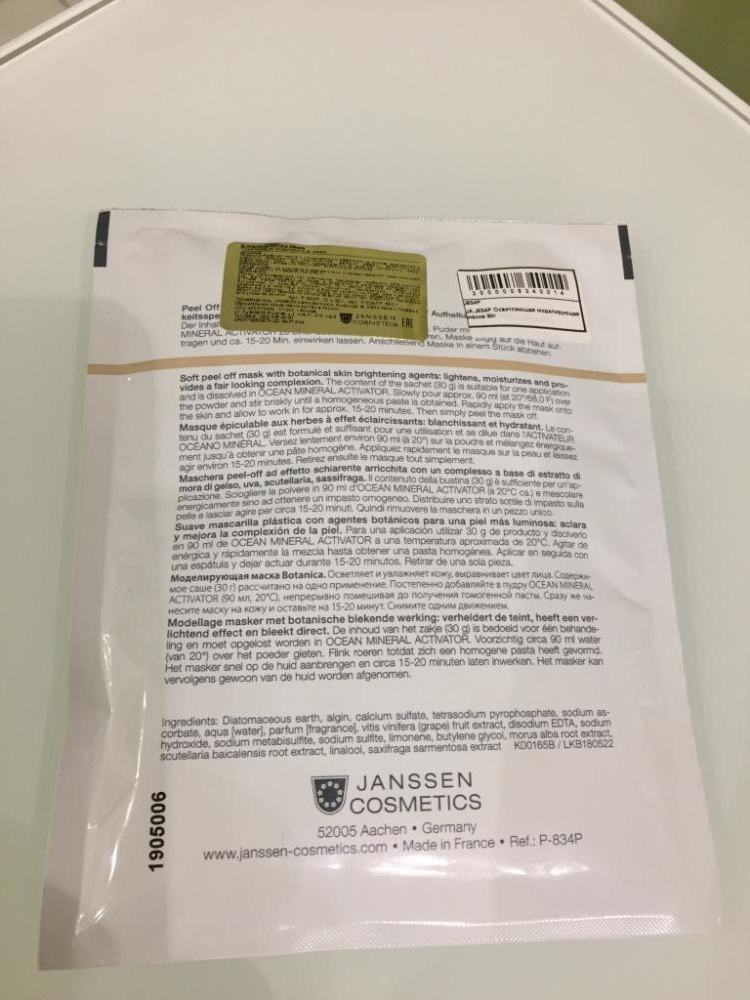 2000009240014
JE34P
Peel Off
keitsspe
Aufhellu
Der Inhal
Puder mi
MINERAL ACTIVATOR
ren. Maske zügig auf die Haut auf-
tragen und ca. 15-20 Min. einwirken lassen. Anschließend Maske in einem Stück abziehen.
JANSSEN
COSMETICS
EAC
Soft peel off mask with botanical skin brightening agents: lightens, moisturizes and pro-
vides a fair looking complexion. The content of the sachet (30 g) is suitable for one application
and is dissolved in OCEAN MINERAL ACTIVATOR. Slowly pour approx. 90 ml (at 20°/68,0 F) over
the powder and stir briskly until a homogeneous paste is obtained. Rapidly apply the mask onto
the skin and allow to work in for approx. 15-20 minutes. Then simply peel the mask off.
Masque épiculable aux herbes à effet éclaircissants: blanchissant et hydratant. Le con-
tenu du sachet (30 g) est formulé et suffisant pour une utilisation et se dilue dans l'ACTIVATEUR
OCÉANO MINÉRAL. Versez lentement environ 90 ml (à 20°) sur la poudre et mélangez énergique-
ment jusqu'à obtenir une pâte homogène. Appliquez rapidement le masque sur la peau et laissez
agir environ 15-20 minutes. Retirez ensuite le masque tout simplement.
Maschera peel-off ad effetto schiarente arricchita con un complesso a base di estratto di
mora di gelso, uva, scutellaria, sassifraga. Il contenuto della bustina (30 g) è sufficiente per un'ap-
plicazione. Sciogliere la polvere in 90 ml d'OCEAN MINERAL ACTIVATOR (a 20°C ca.) e mescolare
energicamente sino ad ottenere un impasto omogeneo. Distribuire uno strato sottile di impasto sulla
pelle e lasciar agire per circa 15-20 minuti. Quindi rimuovere la maschera in un pezzo unico.
Suave mascarilla plástica con agentes botánicos para una piel más luminosa: aclara
y mejora la complexión de la piel. Para una aplicación utilizar 30 g de producto y disolverlo
en 90 ml de OCEAN MINERAL ACTIVATOR a una temperatura aproximada de 20°C. Agitar de
enérgica y rápidamente la mezcla hasta obtener una pasta homogénea. Aplicar en seguida con
una espátula y dejar actuar durante 15-20 minutos. Retirar de una sola pieza.
Моделирующая маска Botanica. Осветляет и увлажняет кожу, выравнивает цвет лица. Содержи-
мое саше (30 г) рассчитано на одно применение. Постепенно добавляйте в пудру OCEAN MINERAL
ACTIVATOR (90 мл, 20°C), непрерывно помешивая до получения гомогенной пасты. Сразу же на-
несите маску на кожу и оставьте на 15-20 минут. Снимите одним движением.
Modellage masker met botanische blekende werking: verheldert de teint, heeft een ver-
lichtend effect en bleekt direct. De inhoud van het zakje (30 g) is bedoeld voor één behande-
ling en moet opgelost worden in OCEAN MINERAL ACTIVATOR. Voorzichtig circa 90 ml water
(van 20°) over het poeder gieten. Flink roeren totdat zich een homogene pasta heeft gevormd.
Het masker snel op de huid aanbrengen en circa 15-20 minuten laten inwerken. Het masker kan
vervolgens gewoon van de huid worden afgenomen.
Ingredients: Diatomaceous earth, algin, calcium sulfate, tetrasodium pyrophosphate, sodium as-
corbate, aqua [water], parfum [fragrance], vitis vinifera (grape) fruit extract, disodium EDTA, sodium
hydroxide, sodium metabisulfite, sodium sulfite, limonene, butylene glycol, morus alba root extract,
scutellaria baicalensis root extract, linalool, saxifraga sarmentosa extract K00165B / LKB180522
JANSSEN
COSMETICS
52005 Aachen • Germany
www.janssen-cosmetics.com • Made in France • Ref.: P-834P
1905006